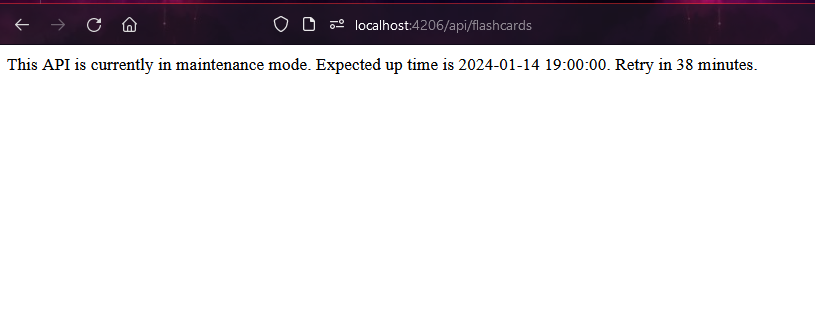 localhost:4206/api/flashcards
This API is currently in maintenance mode. Expected up time is 2024-01-14 19:00:00. Retry in 38 minutes.